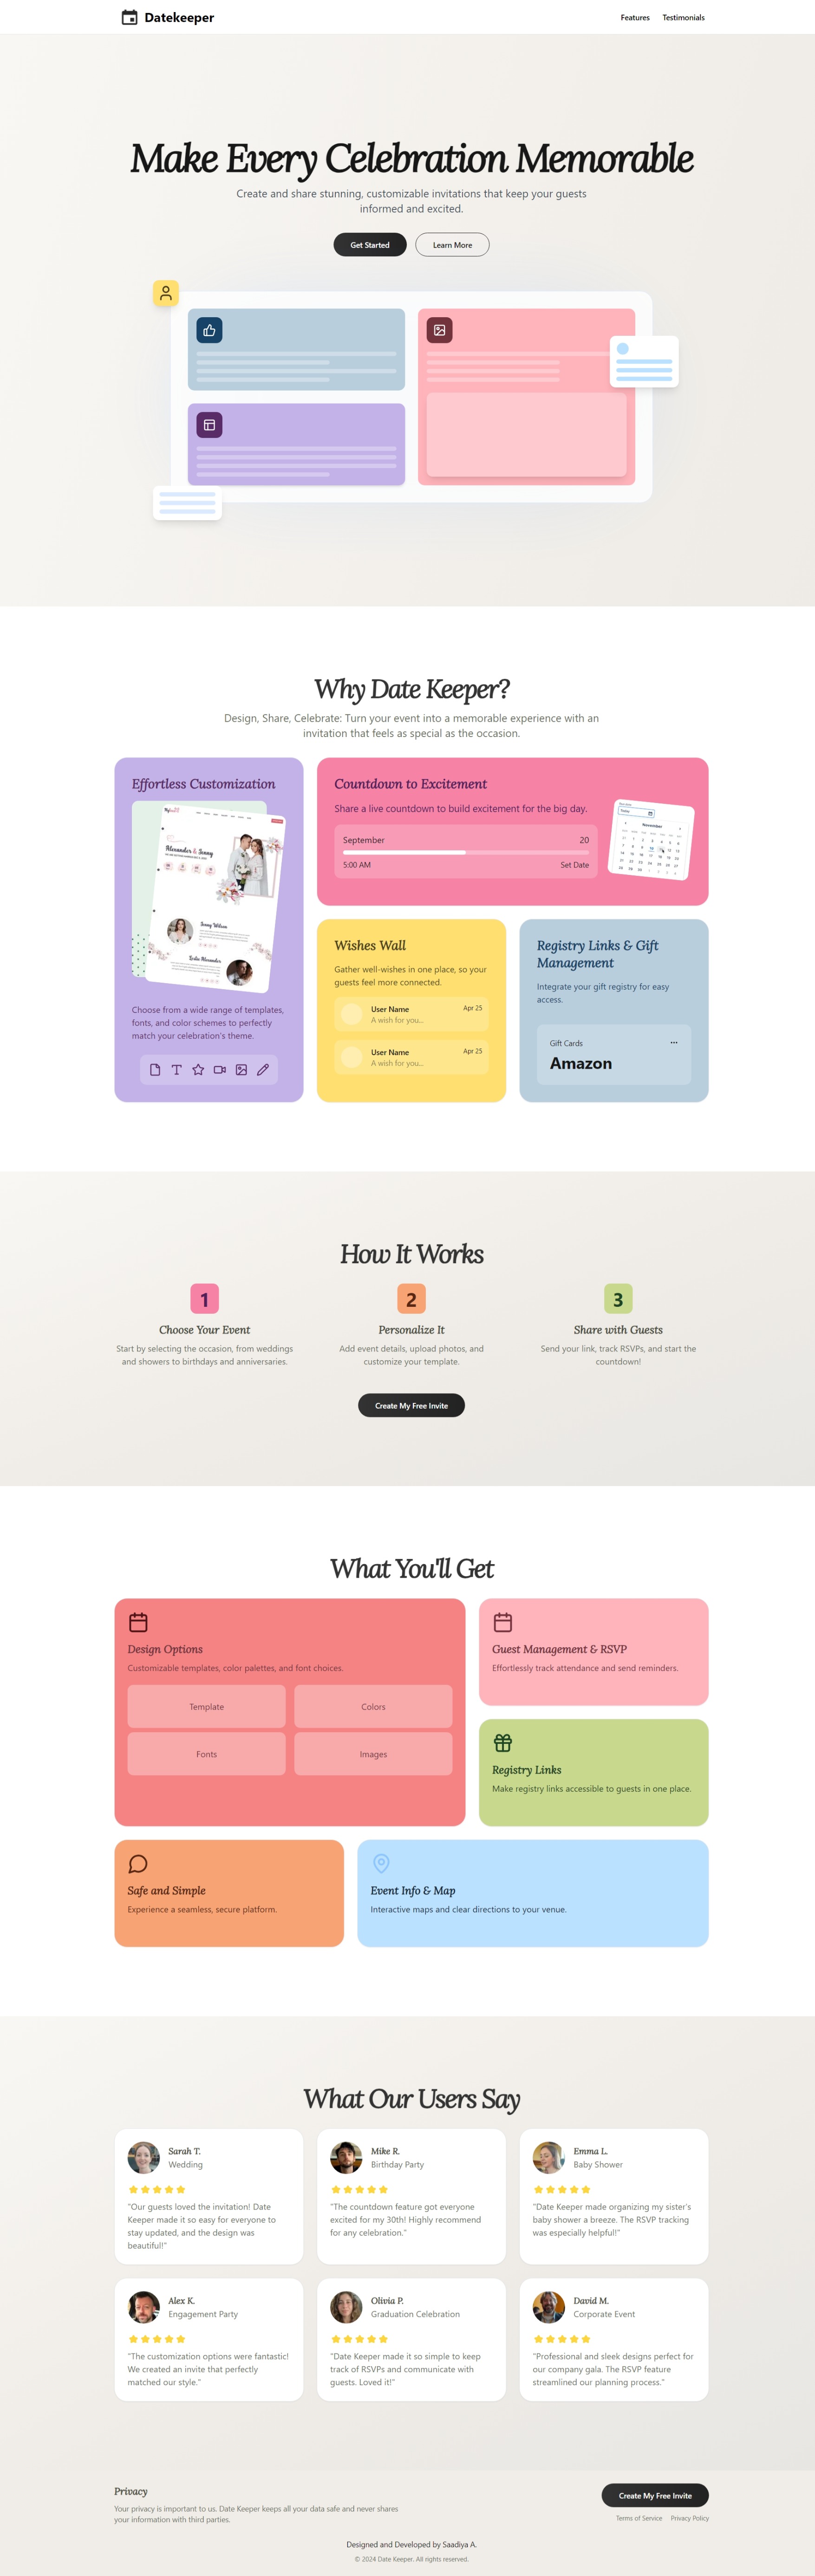 Datekeeper
Features
Testimonials
Make Every Celebration Memorable
Create and share stunning, customizable invitations that keep your guests
informed and excited.
Get Started
Learn More
Why Date Keeper?
Design, Share, Celebrate: Turn your event into a memorable experience with an
invitation that feels as special as the occasion.
Effortless Customization
Alexander & Jenny
Jenny Wilson
Leslie Alexander
Choose from a wide range of templates,
fonts, and color schemes to perfectly
match your celebration's theme.
Countdown to Excitement
Share a live countdown to build excitement for the big day.
September
20
5:00 AM
Set Date
November
Wishes Wall
Gather well-wishes in one place, so your
guests feel more connected.
User Name
Apr 25
A wish for you...
User Name
Apr 25
A wish for you...
Registry Links & Gift
Management
Integrate your gift registry for easy
access.
Gift Cards
...
Amazon
How It Works
1
Choose Your Event
Start by selecting the occasion, from weddings
and showers to birthdays and anniversaries.
2
Personalize It
Add event details, upload photos, and
customize your template.
3
Share with Guests
Send your link, track RSVPs, and start the
countdown!
Create My Free Invite
What You'll Get
Design Options
Customizable templates, color palettes, and font choices.
Template
Colors
Fonts
Images
Guest Management & RSVP
Effortlessly track attendance and send reminders.
Registry Links
Make registry links accessible to guests in one place.
Safe and Simple
Experience a seamless, secure platform.
Event Info & Map
Interactive maps and clear directions to your venue.
What Our Users Say
Sarah T.
Wedding
"Our guests loved the invitation! Date
Keeper made it so easy for everyone to
stay updated, and the design was
beautiful!"
Mike R.
Birthday Party
"The countdown feature got everyone
excited for my 30th! Highly recommend
for any celebration."
Emma L.
Baby Shower
"Date Keeper made organizing my sister's
baby shower a breeze. The RSVP tracking
was especially helpful!"
Alex K.
Engagement Party
"The customization options were fantastic!
We created an invite that perfectly
matched our style."
Olivia P.
Graduation Celebration
"Date Keeper made it so simple to keep
track of RSVPs and communicate with
guests. Loved it!"
David M.
Corporate Event
"Professional and sleek designs perfect for
our company gala. The RSVP feature
streamlined our planning process."
Privacy
Your privacy is important to us. Date Keeper keeps all your data safe and never shares
your information with third parties.
Create My Free Invite
Terms of Service
Privacy Policy
Designed and Developed by Saadiya A.
© 2024 Date Keeper. All rights reserved.